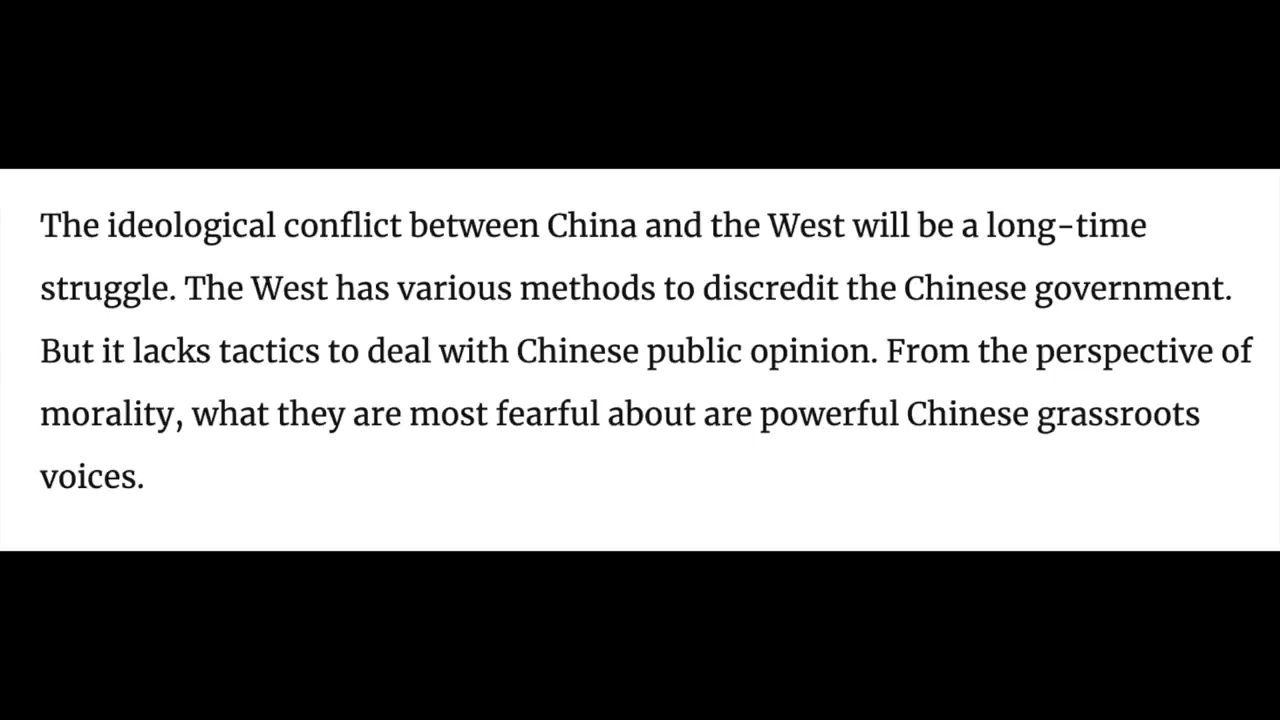 The ideological conflict between China and the West will be a long-time
struggle. The West has various methods to discredit the Chinese government.
But it lacks tactics to deal with Chinese public opinion. From the perspective of
morality, what they are most fearful about are powerful Chinese grassroots
voices.